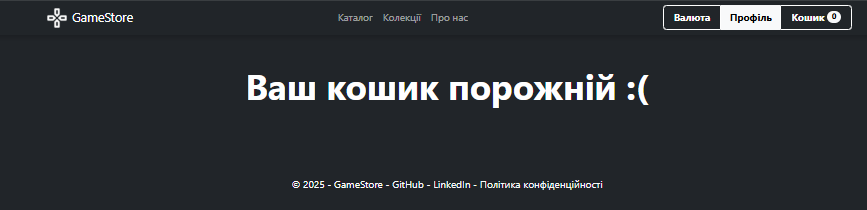 GameStore Каталог Колекції Про нас Валюта Профіль Кошик 0
Ваш кошик порожній :(
© 2025 - GameStore - GitHub - LinkedIn - Політика конфіденційності